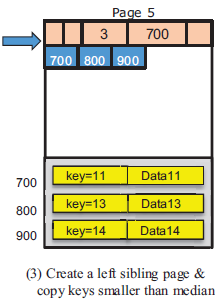 Page 5
3 700
700 800 900
700 key=11 Data11
800 key=13 Data13
900 key=14 Data14
(3) Create a left sibling page &
copy keys smaller than median